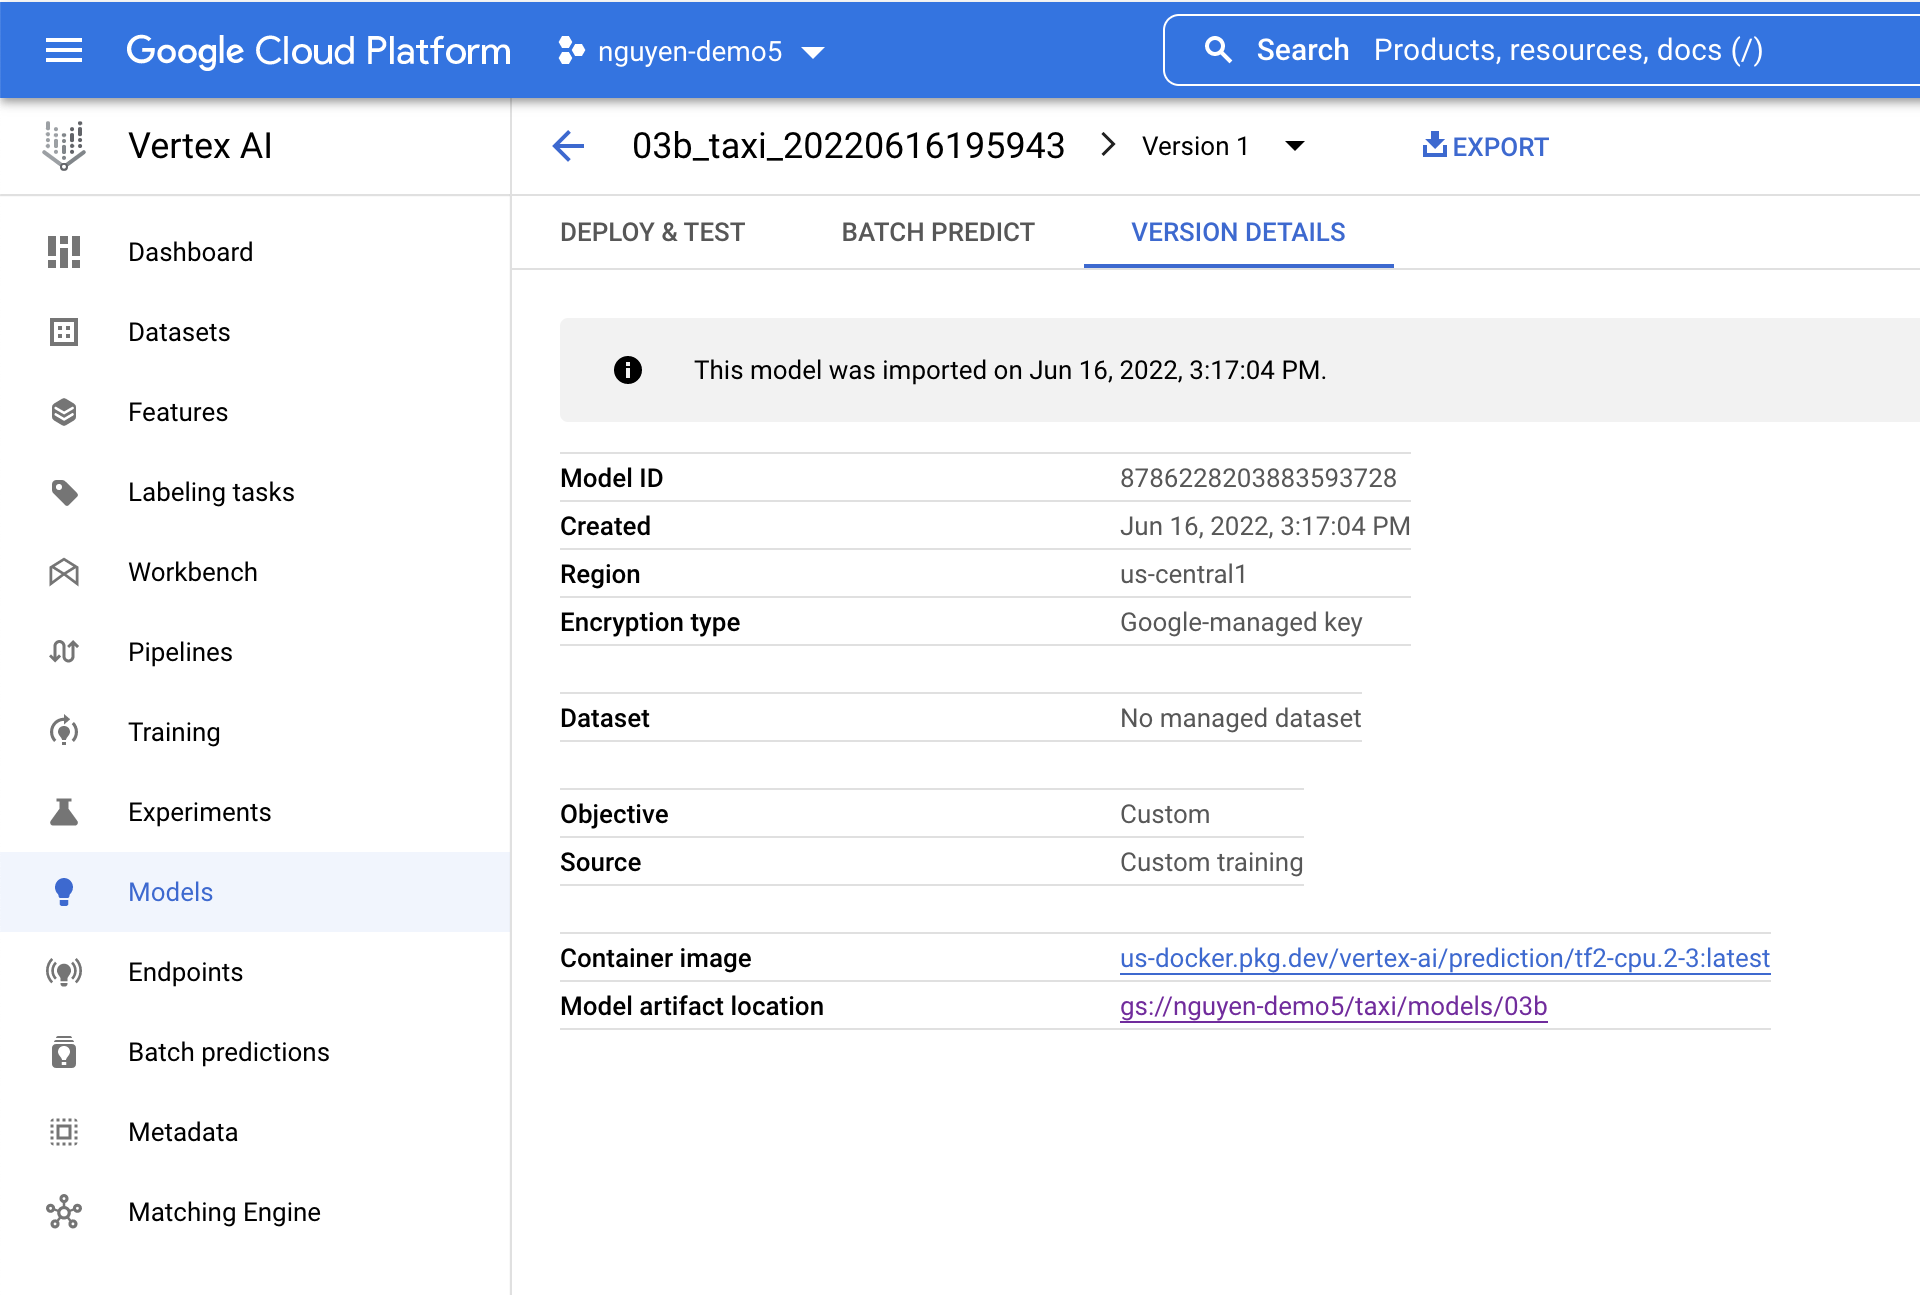 Google Cloud Platform nguyen-demo5 Search Products, resources, docs (/)
Vertex AI 03b_taxi_20220616195943 Version 1 EXPORT
DEPLOY & TEST BATCH PREDICT VERSION DETAILS
Dashboard
Datasets
Features
Labeling tasks
Workbench
Pipelines
Training
Experiments
Models
Endpoints
Batch predictions
Metadata
Matching Engine
This model was imported on Jun 16, 2022, 3:17:04 PM.
Model ID 8786228203883593728
Created Jun 16, 2022, 3:17:04 PM
Region us-central1
Encryption type Google-managed key
Dataset No managed dataset
Objective Custom
Source Custom training
Container image us-docker.pkg.dev/vertex-ai/prediction/tf2-cpu.2-3:latest
Model artifact location gs://nguyen-demo5/taxi/models/03b